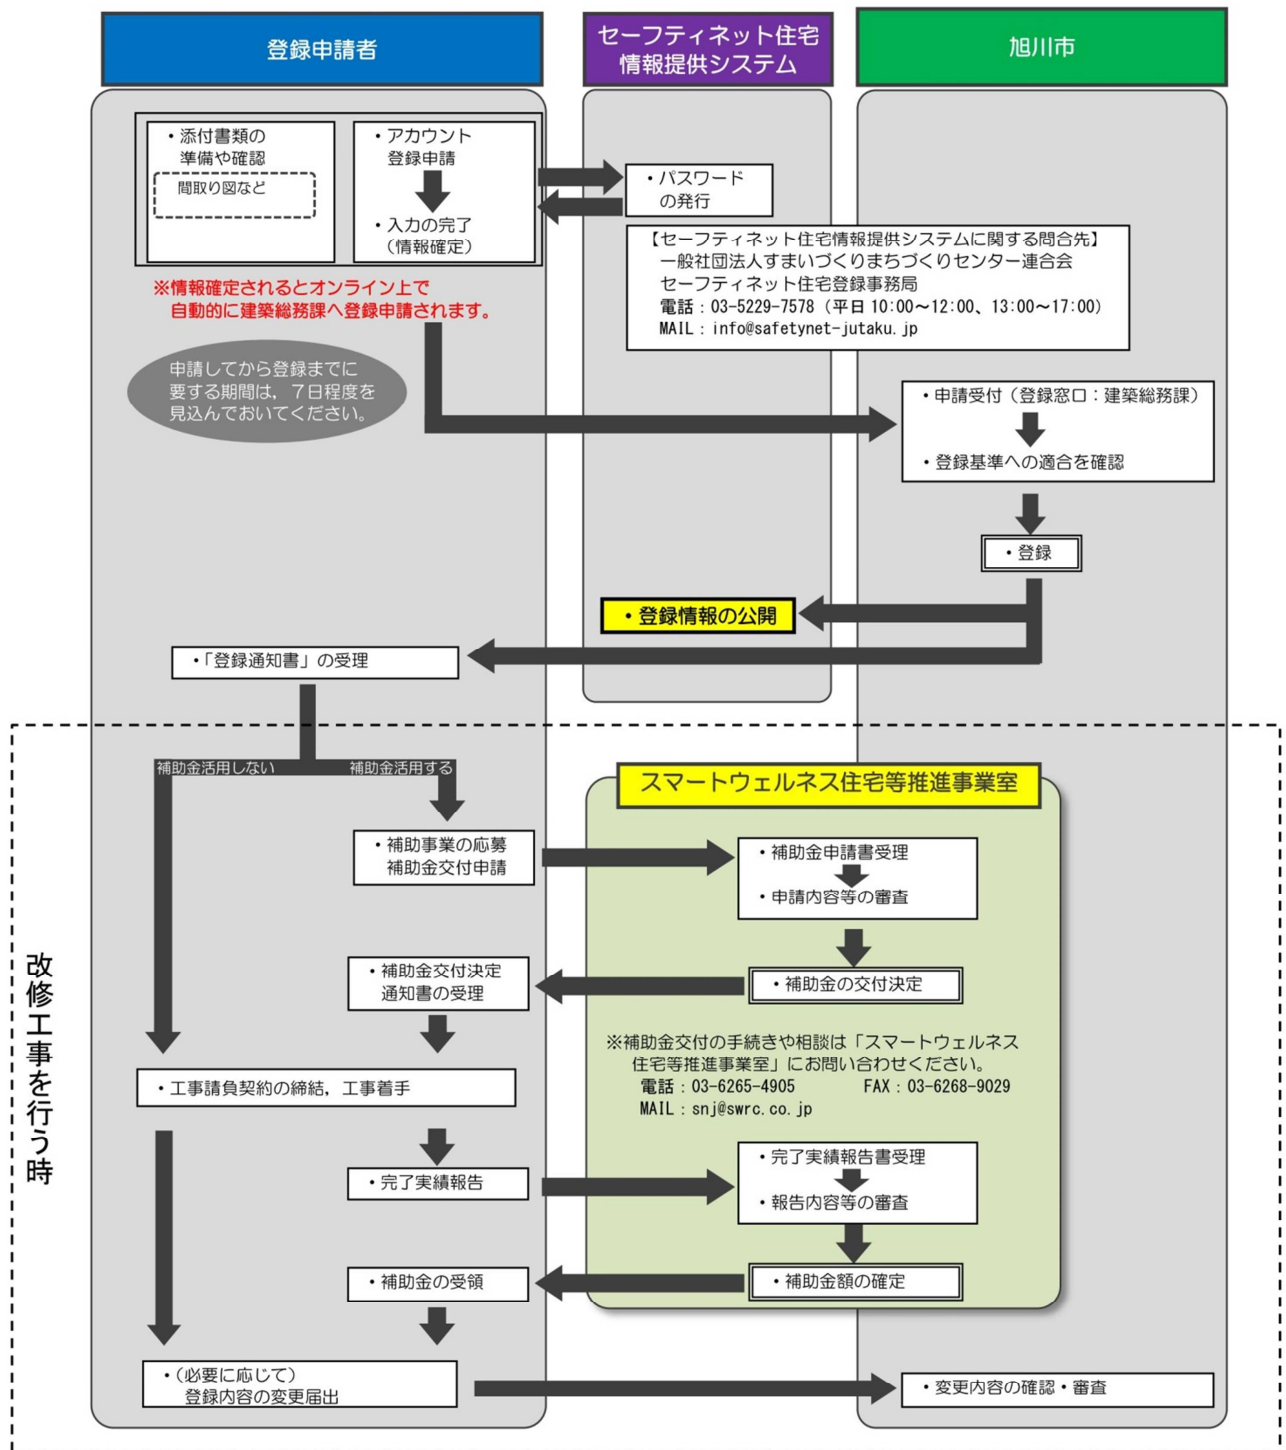 登録申請者
セーフティネット住宅
情報提供システム
旭川市
・添付書類の
準備や確認
間取り図など
・アカウント
登録申請
・入力の完了
（情報確定）
・パスワード
の発行
【セーフティネット住宅情報提供システムに関する問合先】
一般社団法人すまいづくりまちづくりセンター連合会
セーフティネット住宅登録事務局
電話：03-5229-7578（平日 10:00～12:00、13:00～17:00）
MAIL：info@safetynet-jutaku.jp
※情報確定されるとオンライン上で
自動的に建築総務課へ登録申請されます。
申請してから登録までに
要する期間は，７日程度を
見込んでおいてください。
・申請受付（登録窓口：建築総務課）
・登録基準への適合を確認
・登録
・登録情報の公開
・「登録通知書」の受理
改修工事を行う時
補助金活用しない
補助金活用する
スマートウェルネス住宅等推進事業室
・補助事業の応募
補助金交付申請
・補助金申請書受理
・申請内容等の審査
・補助金交付決定
通知書の受理
・補助金の交付決定
※補助金交付の手続きや相談は「スマートウェルネス
住宅等推進事業室」にお問い合わせください。
電話：03-6265-4905 FAX：03-6268-9029
MAIL：snj@swrc.co.jp
・工事請負契約の締結，工事着手
・完了実績報告
・完了実績報告書受理
・報告内容等の審査
・補助金の受領
・補助金額の確定
・（必要に応じて）
登録内容の変更届出
・変更内容の確認・審査